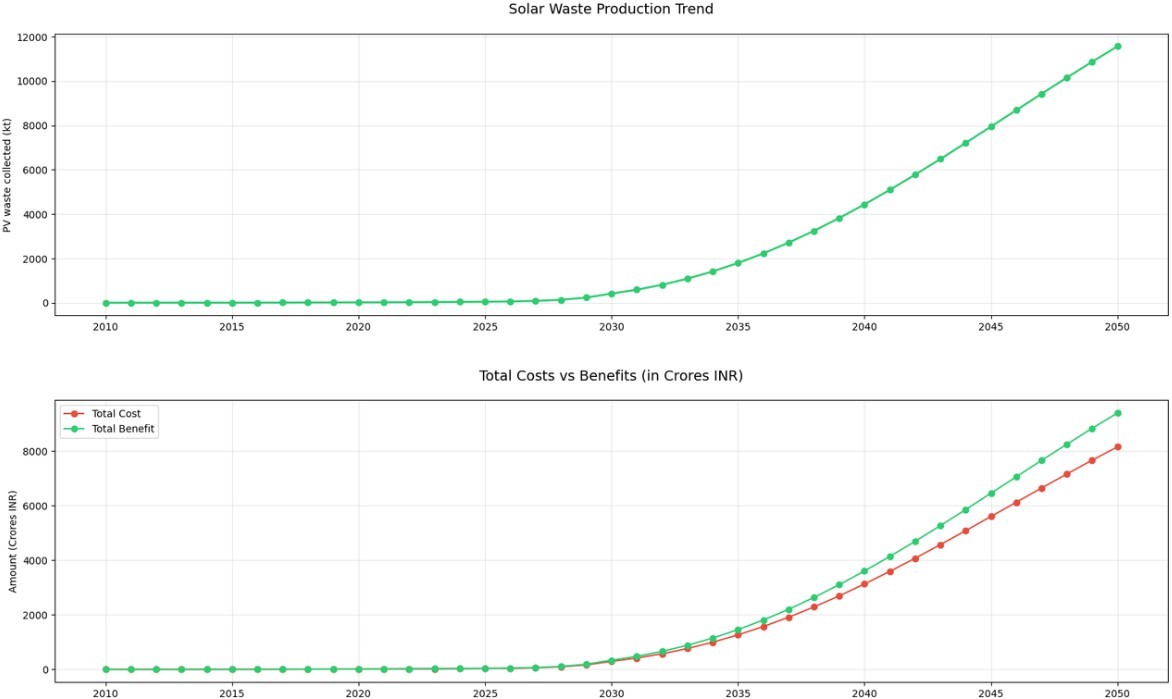 Solar Waste Production Trend
PV waste collected (kt)
12000
10000
8000
6000
4000
2000
0
2010 2015 2020 2025 2030 2035 2040 2045 2050
Total Costs vs Benefits (in Crores INR)
Total Cost
Total Benefit
Amount (Crores INR)
8000
6000
4000
2000
0
2010 2015 2020 2025 2030 2035 2040 2045 2050